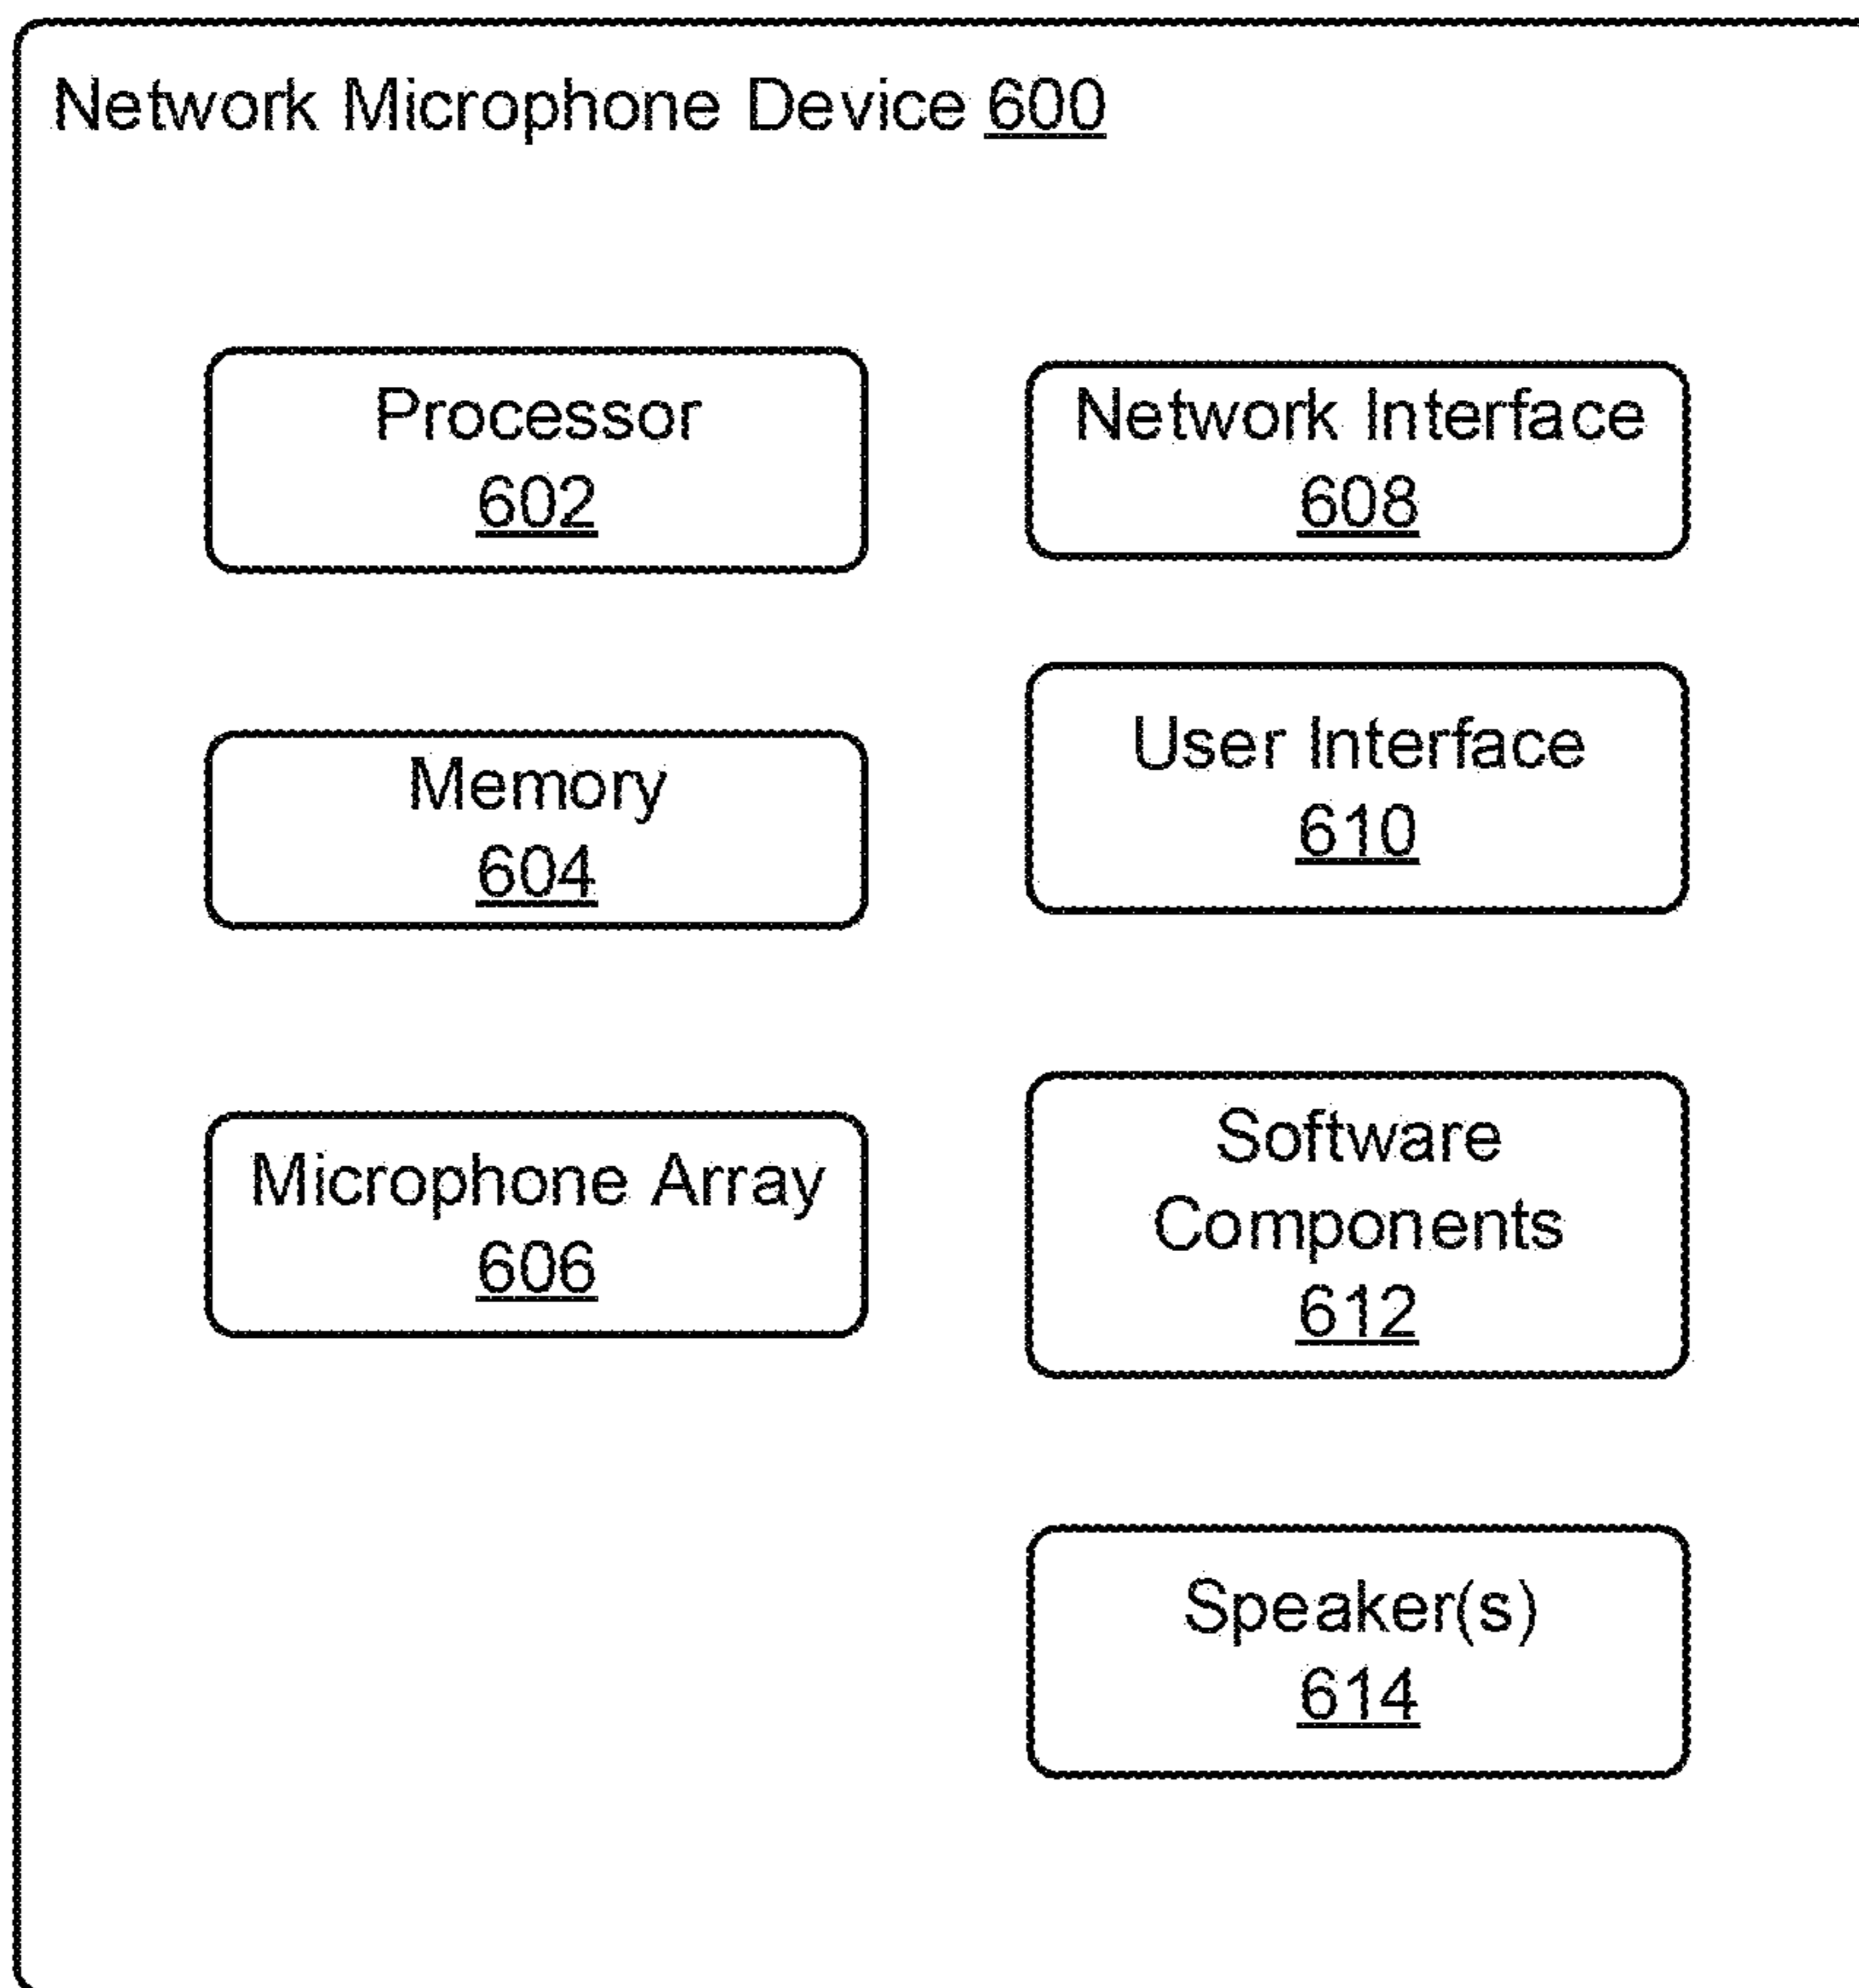 Network Microphone Device 600
Processor
602
Memory
604
Microphone Array
606
Network Interface
608
User Interface
610
Software
Components
612
Speaker(s)
614